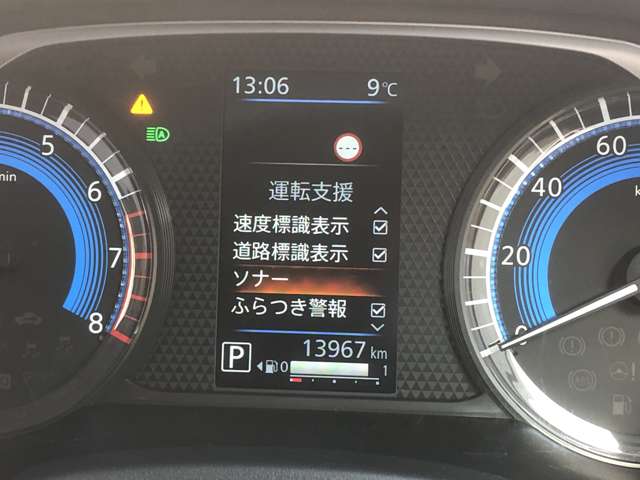 13:06 9℃
---
運転支援
速度標識表示
道路標識表示
ソナー
ふらつき警報
P 13967 km
0 1
5
6
7
8
min
60
40
20
0
k
A
ABS